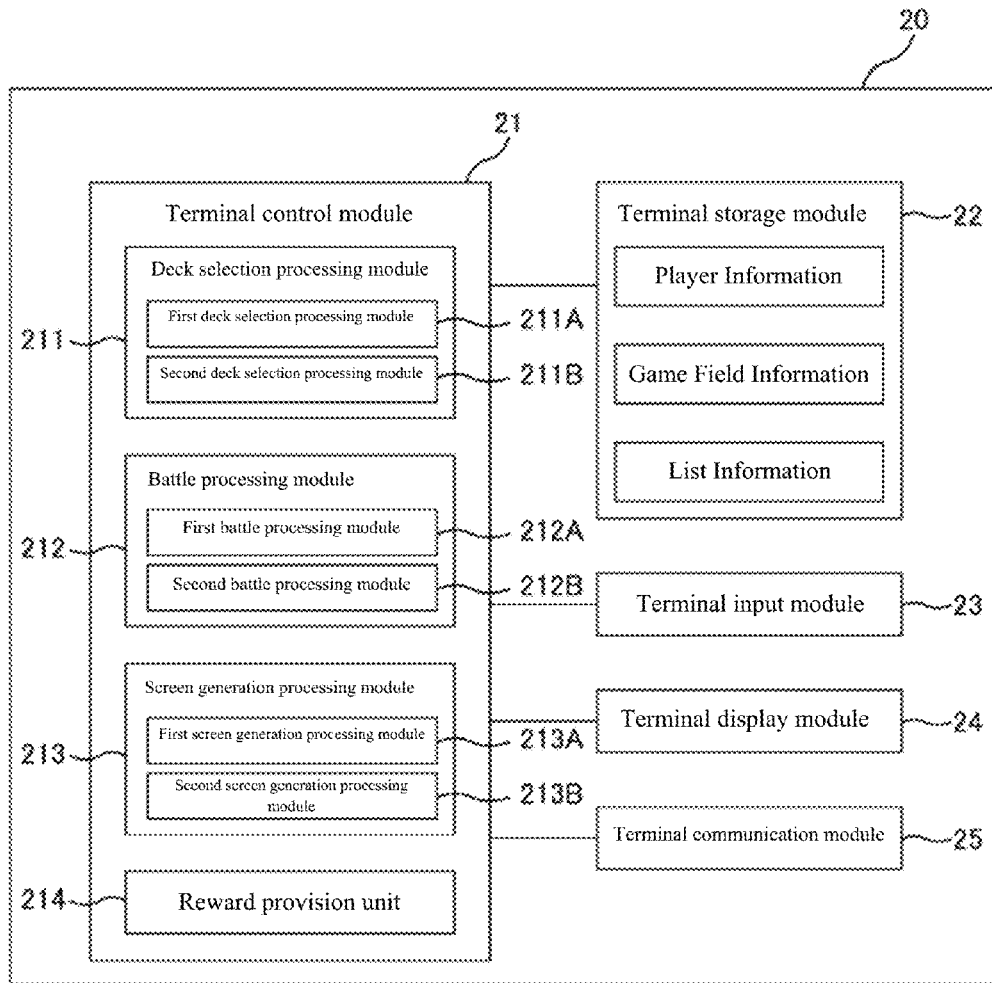 20
21
Terminal control module
Deck selection processing module
First deck selection processing module
211A
211
Second deck selection processing module
211B
Battle processing module
First battle processing module
212A
212
Second battle processing module
212B
Screen generation processing module
First screen generation processing module
213A
213
Second screen generation processing
module
213B
214
Reward provision unit
Terminal storage module
22
Player Information
Game Field Information
List Information
Terminal input module
23
Terminal display module
24
Terminal communication module
25